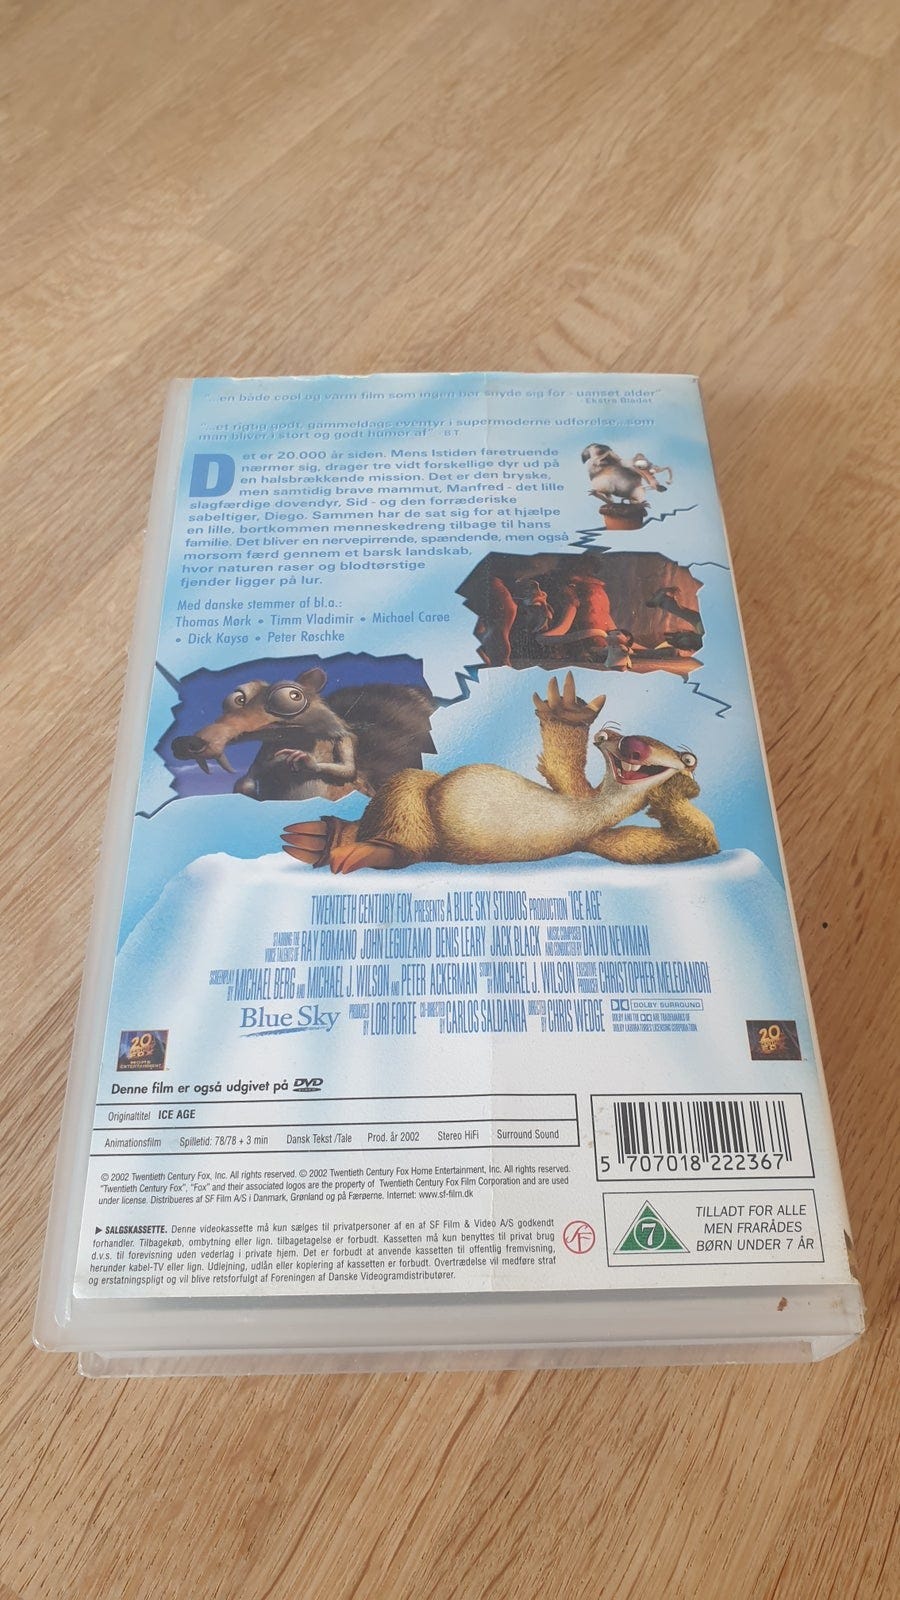 "...en både cool og varm film som ingen bør snyde sig for - uanset alder"
- Ekstra Bladet
"...et rigtig godt, gammeldags eventyr i supermoderne udførelse...som
man bliver i stort og godt humør af" - B.T.
Det er 20.000 år siden. Mens Istiden faretruende
nærmer sig, drager tre vidt forskellige dyr ud på
en halsbrækkende mission. Det er den bryske,
men samtidig brave mammut, Manfred - det lille
slagfærdige dovendyr, Sid - og den forræderiske
sabeltiger, Diego. Sammen har de sat sig for at hjælpe
en lille, bortkommen menneskedreng tilbage til hans
familie. Det bliver en nervepirrende, spændende, men også
morsom færd gennem et barsk landskab,
hvor naturen raser og blodtørstige
fjender ligger på lur.
Med danske stemmer af bl.a.:
Thomas Mørk • Timm Vladimir • Michael Carøe
• Dick Kaysø • Peter Røschke
TWENTIETH CENTURY FOX PRESENTS A BLUE SKY STUDIOS PRODUCTION "ICE AGE"
STARRING THE VOICE TALENTS OF RAY ROMANO JOHN LEGUIZAMO DENIS LEARY JACK BLACK MUSIC COMPOSED AND CONDUCTED BY DAVID NEWMAN
SCREENPLAY BY MICHAEL BERG AND MICHAEL J. WILSON AND PETER ACKERMAN STORY BY MICHAEL J. WILSON EXECUTIVE PRODUCER CHRISTOPHER MELEDANDRI
Blue Sky PRODUCED BY LORI FORTE CO-DIRECTED BY CARLOS SALDANHA DIRECTED BY CHRIS WEDGE
DOLBY SURROUND
DOLBY AND THE ARE TRADEMARKS OF
DOLBY LABORATORIES LICENSING CORPORATION
20
FOX
HOME
ENTERTAINMENT
20
FOX
Denne film er også udgivet på DVD
Originaltitel ICE AGE
Animationsfilm Spilletid: 78/78 + 3 min Dansk Tekst /Tale Prod. år 2002 Stereo HiFi Surround Sound
5 707018 222367
© 2002 Twentieth Century Fox, Inc. All rights reserved. © 2002 Twentieth Century Fox Home Entertainment, Inc. All rights reserved.
"Twentieth Century Fox", "Fox" and their associated logos are the property of Twentieth Century Fox Film Corporation and are used
under license. Distribueres af SF Film A/S i Danmark, Grønland og på Færøerne. Internet: www.sf-film.dk
► SALGSKASSETTE. Denne videokassette må kun sælges til privatpersoner af en af SF Film & Video A/S godkendt
forhandler. Tilbagekøb, ombytning eller lign. tilbagetagelse er forbudt. Kassetten må kun benyttes til privat brug
d.v.s. til forevisning uden vederlag i private hjem. Det er forbudt at anvende kassetten til offentlig fremvisning,
herunder kabel-TV eller lign. Udlejning, udlån eller kopiering af kassetten er forbudt. Overtrædelse vil medføre straf
og erstatningspligt og vil blive retsforfulgt af Foreningen af Danske Videogramdistributører.
SF
7
TILLADT FOR ALLE
MEN FRARÅDES
BØRN UNDER 7 ÅR